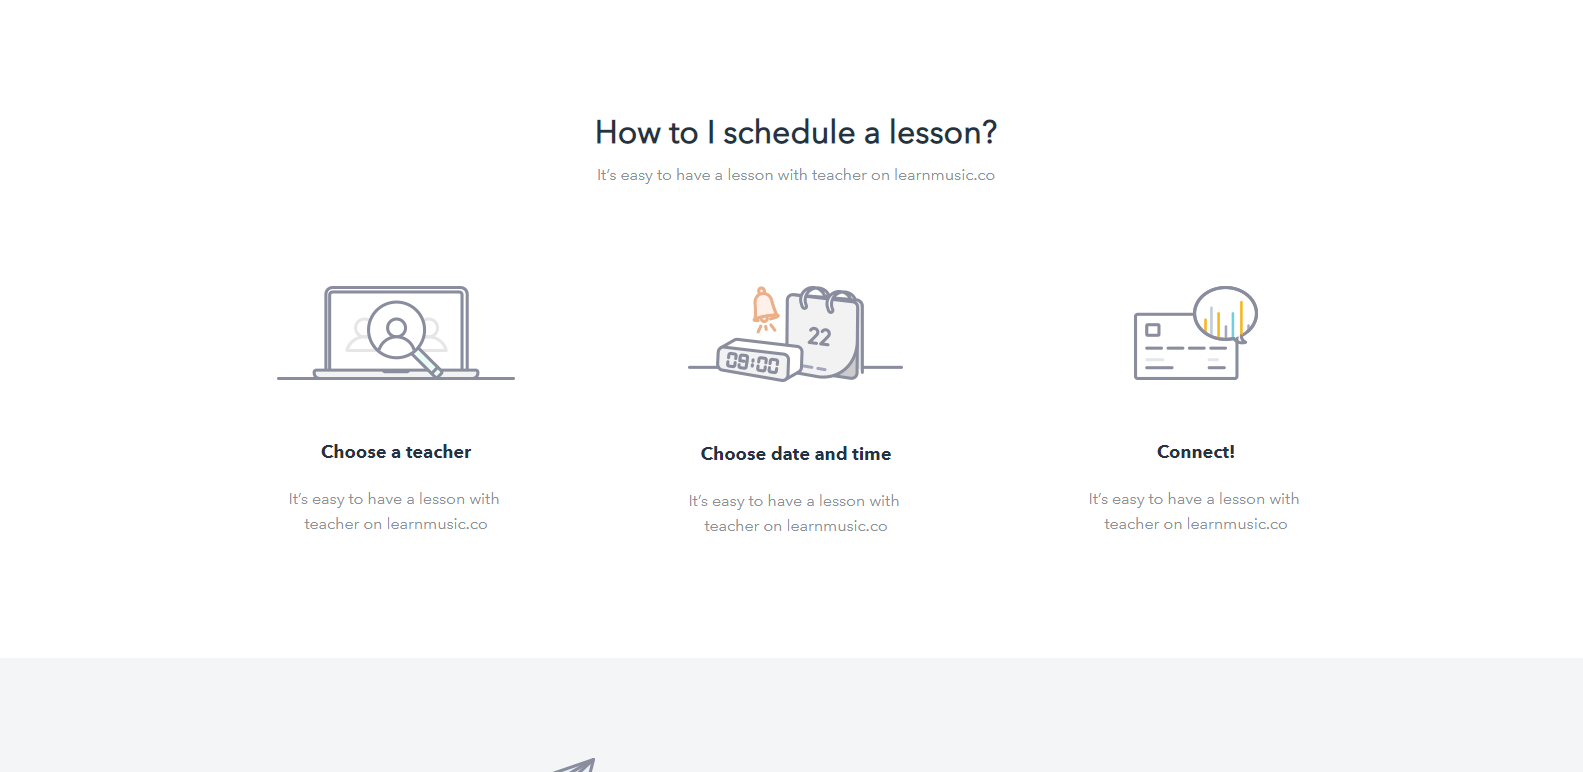 How to I schedule a lesson?
It's easy to have a lesson with teacher on learnmusic.co
22
09:00
Choose a teacher
It's easy to have a lesson with
teacher on learnmusic.co
Choose date and time
It's easy to have a lesson with
teacher on learnmusic.co
Connect!
It's easy to have a lesson with
teacher on learnmusic.co